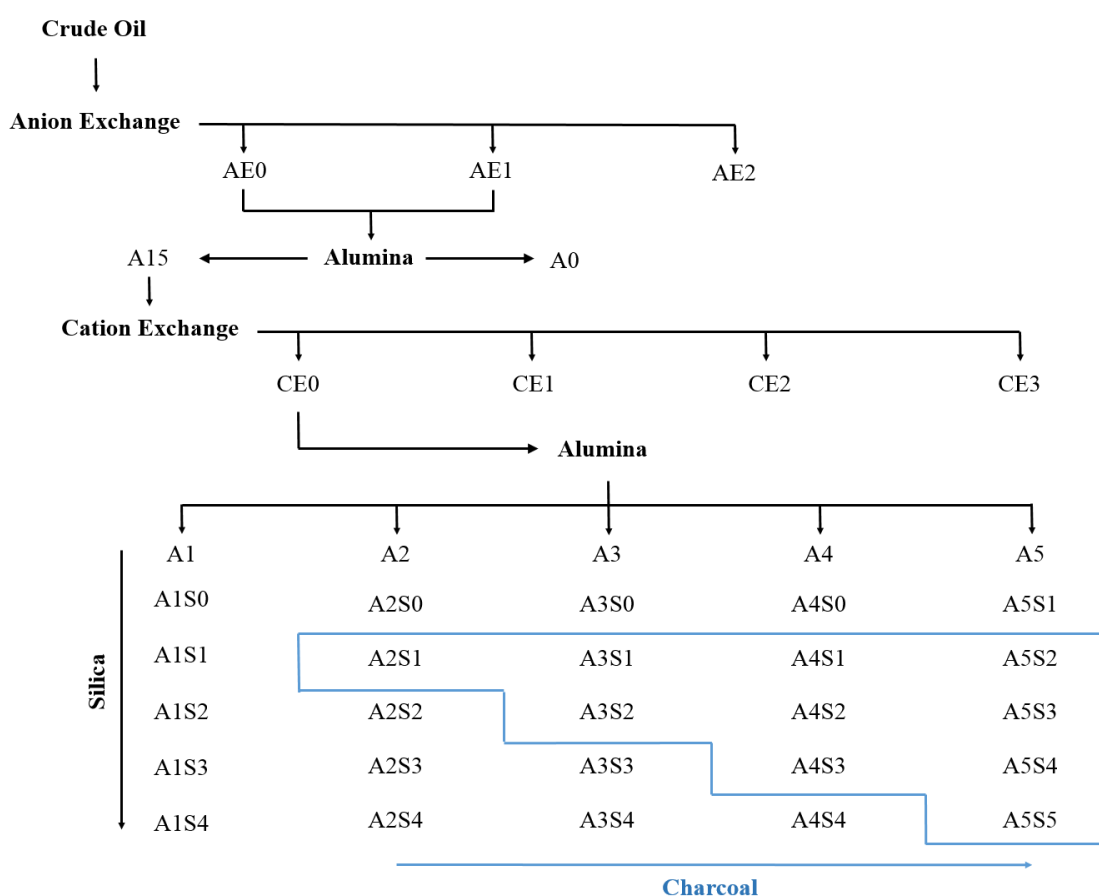 Crude Oil
Anion Exchange
AE0 AE1 AE2
A15 Alumina A0
Cation Exchange
CE0 CE1 CE2 CE3
Alumina
A1 A2 A3 A4 A5
A1S0 A2S0 A3S0 A4S0 A5S1
A1S1 A2S1 A3S1 A4S1 A5S2
A1S2 A2S2 A3S2 A4S2 A5S3
A1S3 A2S3 A3S3 A4S3 A5S4
A1S4 A2S4 A3S4 A4S4 A5S5
Silica
Charcoal